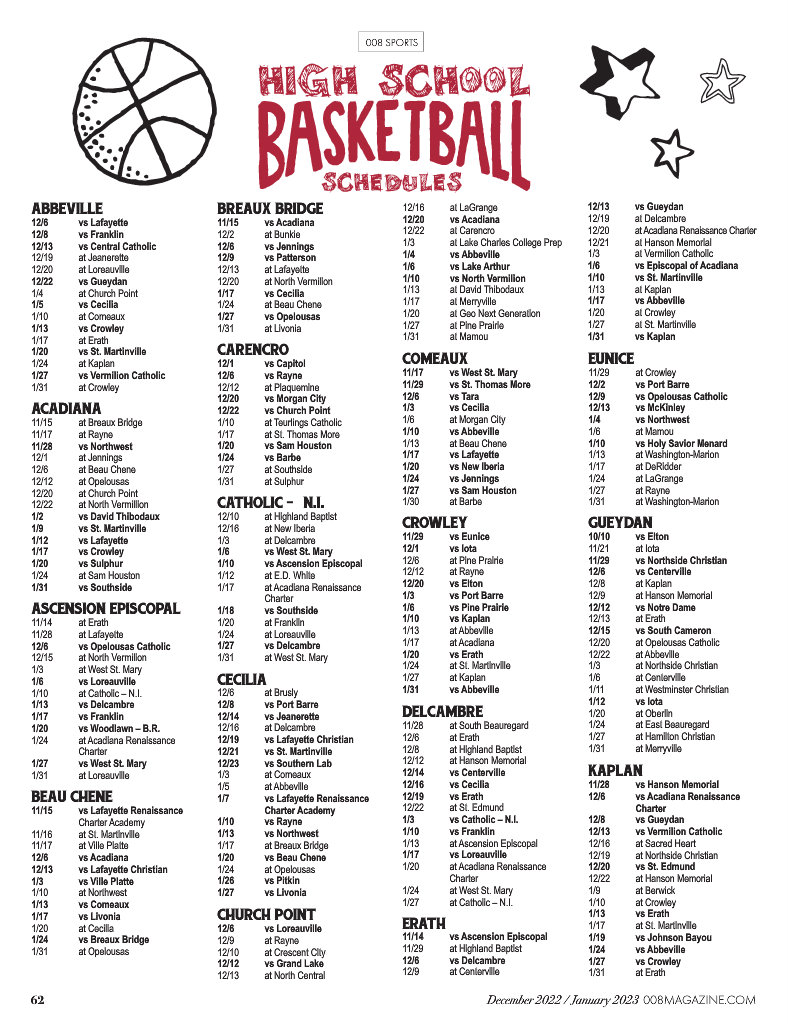 008 SPORTS
HIGH SCHOOL
BASKETBALL
SCHEDULES
ABBEVILLE
12/6 vs Lafayette
12/8 vs Franklin
12/13 vs Central Catholic
12/19 at Jeanerette
12/20 at Loreauville
12/22 vs Gueydan
1/4 at Church Point
1/5 vs Cecilia
1/10 at Comeaux
1/13 vs Crowley
1/17 at Erath
1/20 vs St. Martinville
1/24 at Kaplan
1/27 vs Vermilion Catholic
1/31 at Crowley
ACADIANA
11/15 at Breaux Bridge
11/17 at Rayne
11/28 vs Northwest
12/1 at Jennings
12/6 at Beau Chene
12/12 at Opelousas
12/20 at Church Point
12/22 at North Vermillion
1/2 vs David Thibodaux
1/9 vs St. Martinville
1/12 vs Lafayette
1/17 vs Crowley
1/20 vs Sulphur
1/24 at Sam Houston
1/31 vs Southside
ASCENSION EPISCOPAL
11/14 at Erath
11/28 at Lafayette
12/6 vs Opelousas Catholic
12/15 at North Vermilion
1/3 at West St. Mary
1/6 vs Loreauville
1/10 at Catholic – N.I.
1/13 vs Delcambre
1/17 vs Franklin
1/20 vs Woodlawn – B.R.
1/24 at Acadiana Renaissance
Charter
1/27 vs West St. Mary
1/31 at Loreauville
BEAU CHENE
11/15 vs Lafayette Renaissance
Charter Academy
11/16 at St. Martinville
11/17 at Ville Platte
12/6 vs Acadiana
12/13 vs Lafayette Christian
1/3 vs Ville Platte
1/10 at Northwest
1/13 vs Comeaux
1/17 vs Livonia
1/20 at Cecilia
1/24 vs Breaux Bridge
1/31 at Opelousas
BREAUX BRIDGE
11/15 vs Acadiana
12/2 at Bunkie
12/6 vs Jennings
12/9 vs Patterson
12/13 at Lafayette
12/20 at North Vermilion
1/17 vs Cecilia
1/24 at Beau Chene
1/27 vs Opelousas
1/31 at Livonia
CARENCRO
12/1 vs Capitol
12/6 vs Rayne
12/12 at Plaquemine
12/20 vs Morgan City
12/22 vs Church Point
1/10 at Teurlings Catholic
1/17 at St. Thomas More
1/20 vs Sam Houston
1/24 vs Barbe
1/27 at Southside
1/31 at Sulphur
CATHOLIC - N.I.
12/10 at Highland Baptist
12/16 at New Iberia
1/3 at Delcambre
1/6 vs West St. Mary
1/10 vs Ascension Episcopal
1/12 at E.D. White
1/17 at Acadiana Renaissance
Charter
1/18 vs Southside
1/20 at Franklin
1/24 at Loreauville
1/27 vs Delcambre
1/31 at West St. Mary
CECILIA
12/6 at Brusly
12/8 vs Port Barre
12/14 vs Jeanerette
12/16 at Delcambre
12/19 vs Lafayette Christian
12/21 vs St. Martinville
12/23 vs Southern Lab
1/3 at Comeaux
1/5 at Abbeville
1/7 vs Lafayette Renaissance
Charter Academy
1/10 vs Rayne
1/13 vs Northwest
1/17 at Breaux Bridge
1/20 vs Beau Chene
1/24 at Opelousas
1/26 vs Pitkin
1/27 vs Livonia
CHURCH POINT
12/6 vs Loreauville
12/9 at Rayne
12/10 at Crescent City
12/12 vs Grand Lake
12/13 at North Central
12/16 at LaGrange
12/20 vs Acadiana
12/22 at Carencro
1/3 at Lake Charles College Prep
1/4 vs Abbeville
1/6 vs Lake Arthur
1/10 vs North Vermilion
1/13 at David Thibodaux
1/17 at Merryville
1/20 at Geo Next Generation
1/27 at Pine Prairie
1/31 at Mamou
COMEAUX
11/17 vs West St. Mary
11/29 vs St. Thomas More
12/6 vs Tara
1/3 vs Cecilia
1/6 at Morgan City
1/10 vs Abbeville
1/13 at Beau Chene
1/17 vs Lafayette
1/20 vs New Iberia
1/24 vs Jennings
1/27 vs Sam Houston
1/30 at Barbe
CROWLEY
11/29 vs Eunice
12/1 vs Iota
12/6 at Pine Prairie
12/12 at Rayne
12/20 vs Elton
1/3 vs Port Barre
1/6 vs Pine Prairie
1/10 vs Kaplan
1/13 at Abbeville
1/17 at Acadiana
1/20 vs Erath
1/24 at St. Martinville
1/27 at Kaplan
1/31 vs Abbeville
DELCAMBRE
11/28 at South Beauregard
12/6 at Erath
12/8 at Highland Baptist
12/12 at Hanson Memorial
12/14 vs Centerville
12/16 vs Cecilia
12/19 vs Erath
12/22 at St. Edmund
1/3 vs Catholic – N.I.
1/10 vs Franklin
1/13 at Ascension Episcopal
1/17 vs Loreauville
1/20 at Acadiana Renaissance
Charter
1/24 at West St. Mary
1/27 at Catholic – N.I.
ERATH
11/14 vs Ascension Episcopal
11/29 at Highland Baptist
12/6 vs Delcambre
12/9 at Centerville
12/13 vs Gueydan
12/19 at Delcambre
12/20 at Acadiana Renaissance Charter
12/21 at Hanson Memorial
1/3 at Vermilion Catholic
1/6 vs Episcopal of Acadiana
1/10 vs St. Martinville
1/13 at Kaplan
1/17 vs Abbeville
1/20 at Crowley
1/27 at St. Martinville
1/31 vs Kaplan
EUNICE
11/29 at Crowley
12/2 vs Port Barre
12/9 vs Opelousas Catholic
12/13 vs McKinley
1/4 vs Northwest
1/6 at Mamou
1/10 vs Holy Savior Menard
1/13 at Washington-Marion
1/17 at DeRidder
1/24 at LaGrange
1/27 at Rayne
1/31 at Washington-Marion
GUEYDAN
10/10 vs Elton
11/21 at Iota
11/29 vs Northside Christian
12/6 vs Centerville
12/8 at Kaplan
12/9 at Hanson Memorial
12/12 vs Notre Dame
12/13 at Erath
12/15 vs South Cameron
12/20 at Opelousas Catholic
12/22 at Abbeville
1/3 at Northside Christian
1/6 at Centerville
1/11 at Westminster Christian
1/12 vs Iota
1/20 at Oberlin
1/24 at East Beauregard
1/27 at Hamilton Christian
1/31 at Merryville
KAPLAN
11/28 vs Hanson Memorial
12/6 vs Acadiana Renaissance
Charter
12/8 vs Gueydan
12/13 vs Vermilion Catholic
12/16 at Sacred Heart
12/19 at Northside Christian
12/20 vs St. Edmund
12/22 at Hanson Memorial
1/9 at Berwick
1/10 at Crowley
1/13 vs Erath
1/17 at St. Martinville
1/19 vs Johnson Bayou
1/24 vs Abbeville
1/27 vs Crowley
1/31 at Erath
62
December 2022 / January 2023 008MAGAZINE.COM